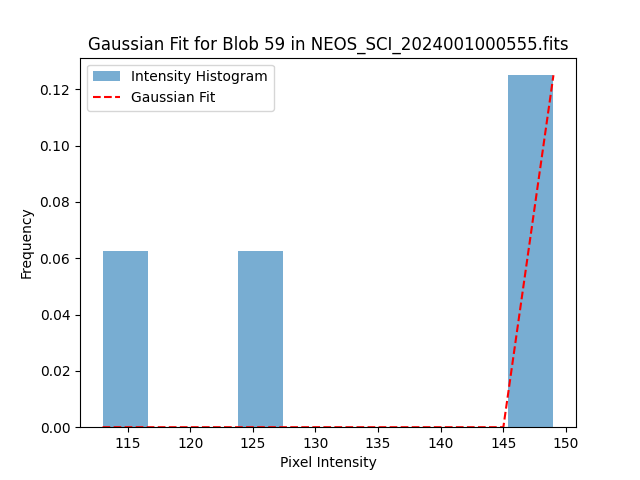 Gaussian Fit for Blob 59 in NEOS_SCI_2024001000555.fits
Intensity Histogram
Gaussian Fit
0.12
0.10
0.08
0.06
0.04
0.02
0.00
Frequency
115 120 125 130 135 140 145 150
Pixel Intensity